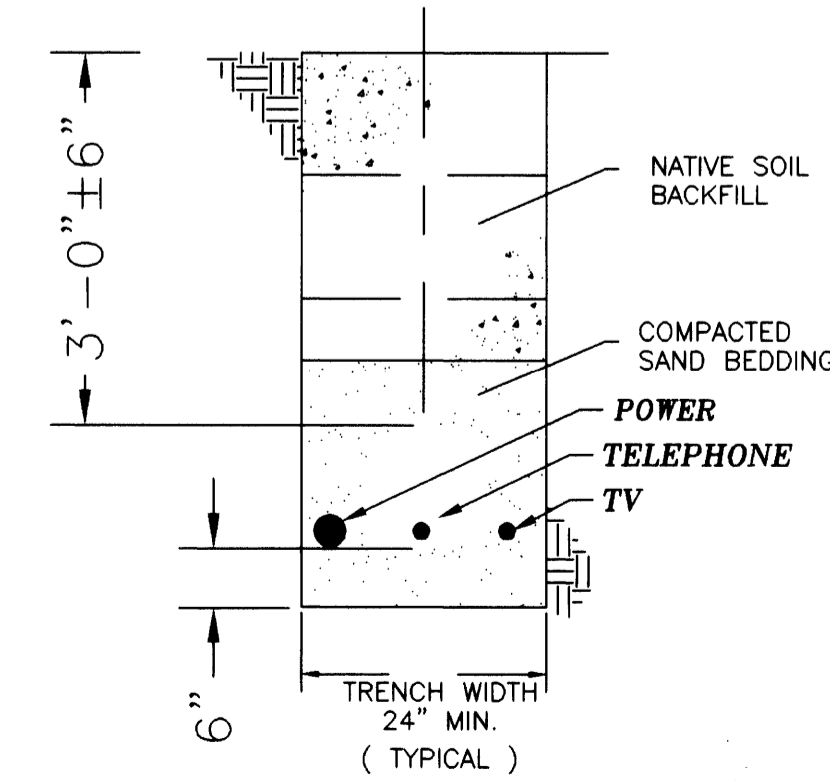 3'-0"±6"
NATIVE SOIL
BACKFILL
COMPACTED
SAND BEDDING
POWER
TELEPHONE
TV
6"
TRENCH WIDTH
24" MIN.
( TYPICAL )